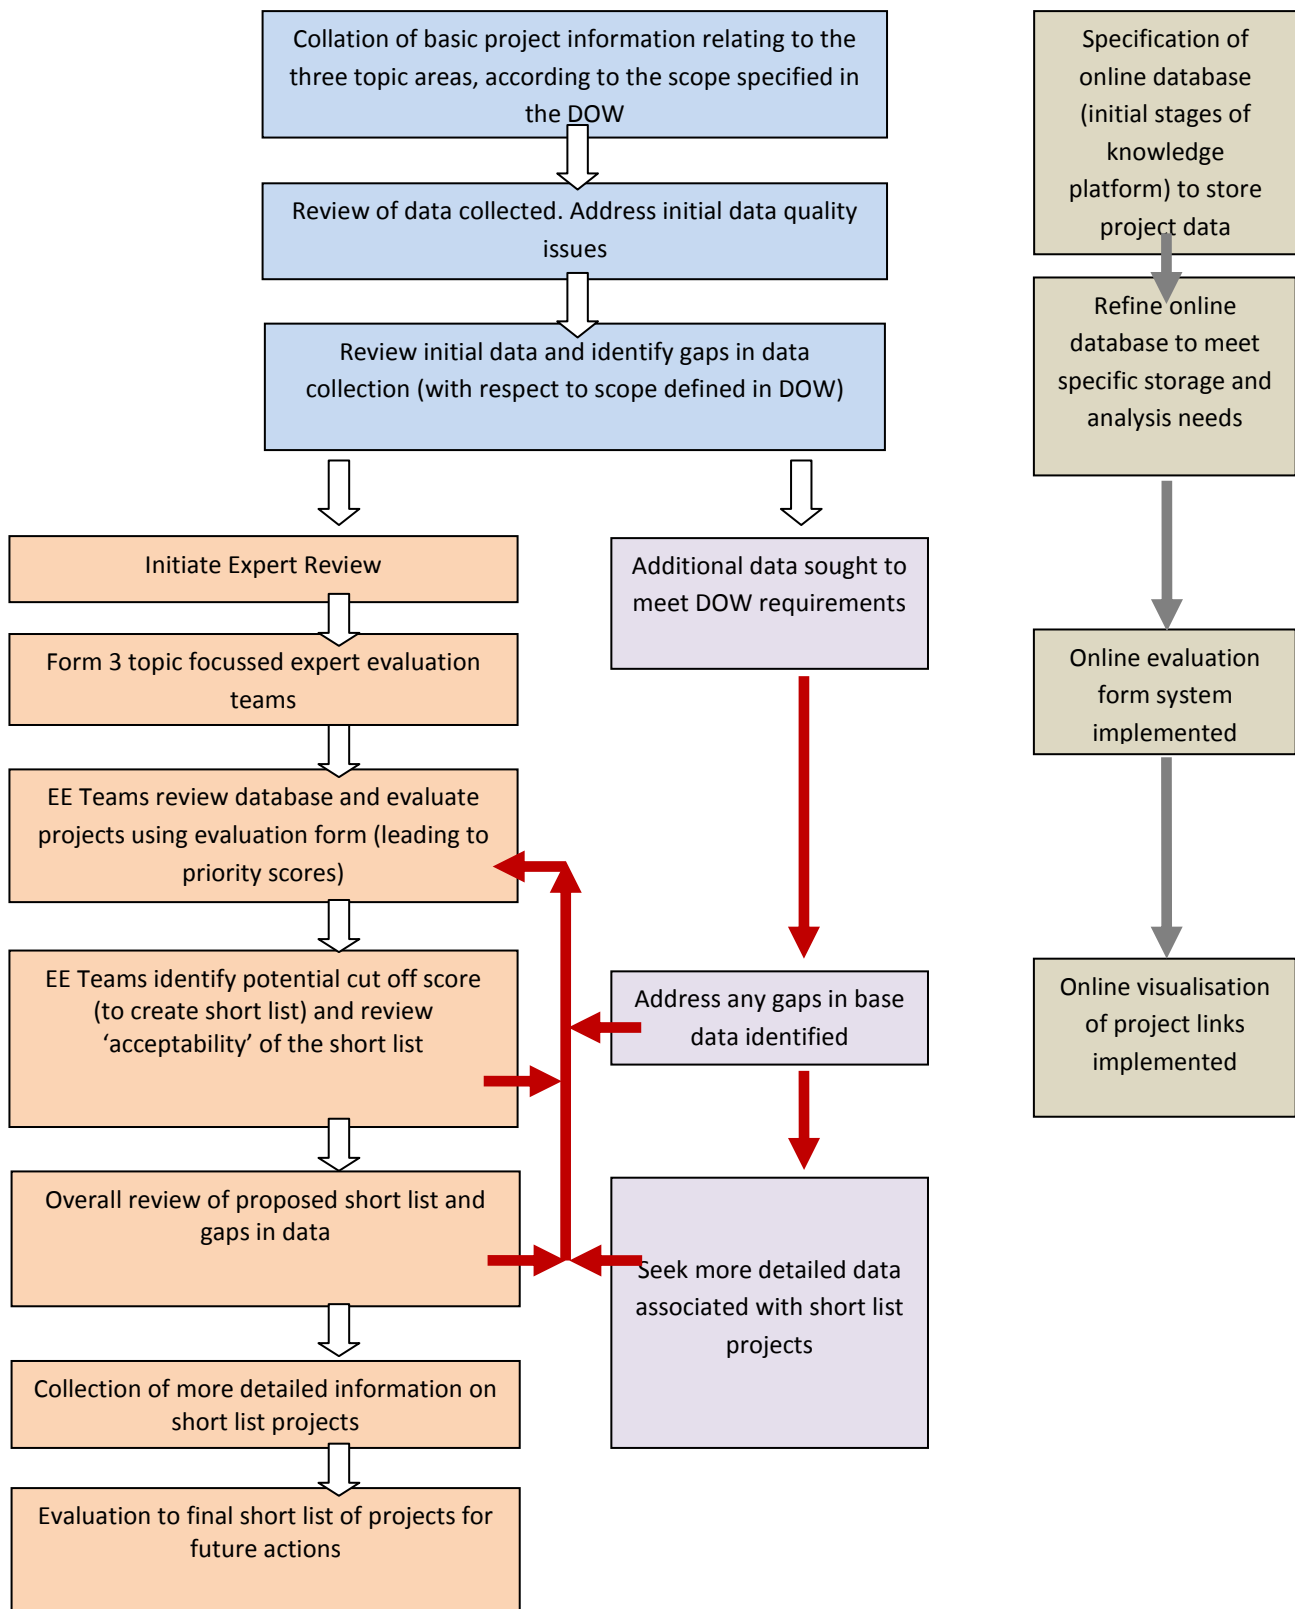 Collation of basic project information relating to the
three topic areas, according to the scope specified in
the DOW
Review of data collected. Address initial data quality
issues
Review initial data and identify gaps in data
collection (with respect to scope defined in DOW)
Initiate Expert Review
Form 3 topic focussed expert evaluation
teams
EE Teams review database and evaluate
projects using evaluation form (leading to
priority scores)
EE Teams identify potential cut off score
(to create short list) and review
‘acceptability’ of the short list
Overall review of proposed short list and
gaps in data
Collection of more detailed information on
short list projects
Evaluation to final short list of projects for
future actions
Additional data sought to
meet DOW requirements
Address any gaps in base
data identified
Seek more detailed data
associated with short list
projects
Specification of
online database
(initial stages of
knowledge
platform) to store
project data
Refine online
database to meet
specific storage and
analysis needs
Online evaluation
form system
implemented
Online visualisation
of project links
implemented